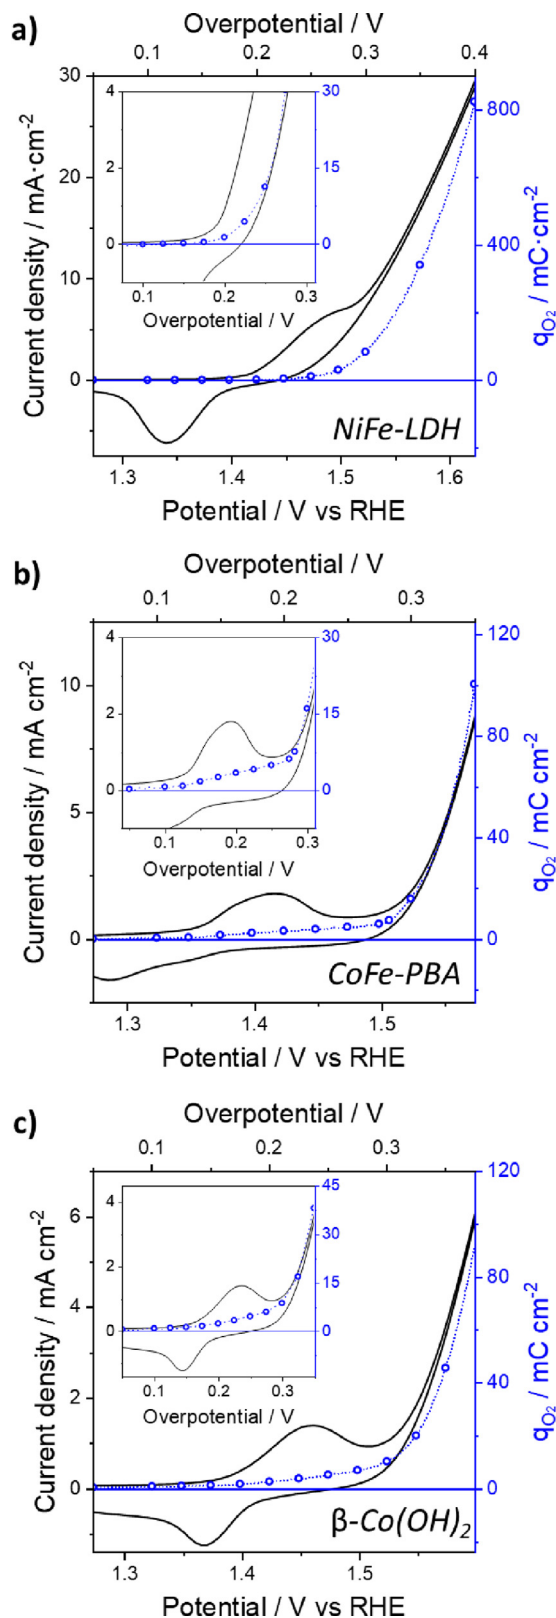 a)
Overpotential / V
0.1 0.2 0.3 0.4
30
20
10
0
Current density / mA·cm-2
800
400
0
qO2 / mC·cm-2
4
2
0
30
15
0
0.1 0.2 0.3
Overpotential / V
NiFe-LDH
1.3 1.4 1.5 1.6
Potential / V vs RHE
b)
Overpotential / V
0.1 0.2 0.3
10
5
0
Current density / mA cm-2
120
80
40
0
qO2 / mC cm-2
4
2
0
30
15
0
0.1 0.2 0.3
Overpotential / V
CoFe-PBA
1.3 1.4 1.5
Potential / V vs RHE
c)
Overpotential / V
0.1 0.2 0.3
6
4
2
0
Current density / mA cm-2
120
80
40
0
qO2 / mC cm-2
4
2
0
45
30
15
0
0.1 0.2 0.3
Overpotential / V
β-Co(OH)2
1.3 1.4 1.5
Potential / V vs RHE